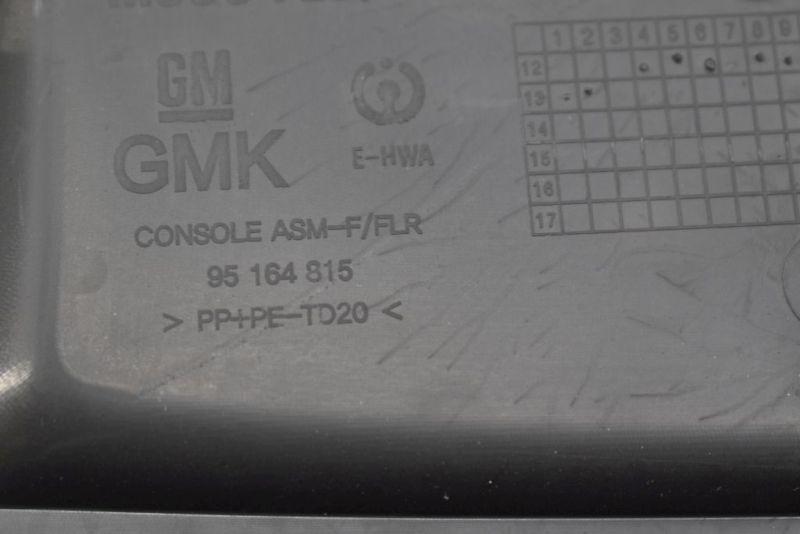 GM
GMK
E-HWA
CONSOLE ASM-F/FLR
95 164 815
> PP+PE-TD20 <
1 2 3 4 5 6 7 8 9
12
13
14
15
16
17